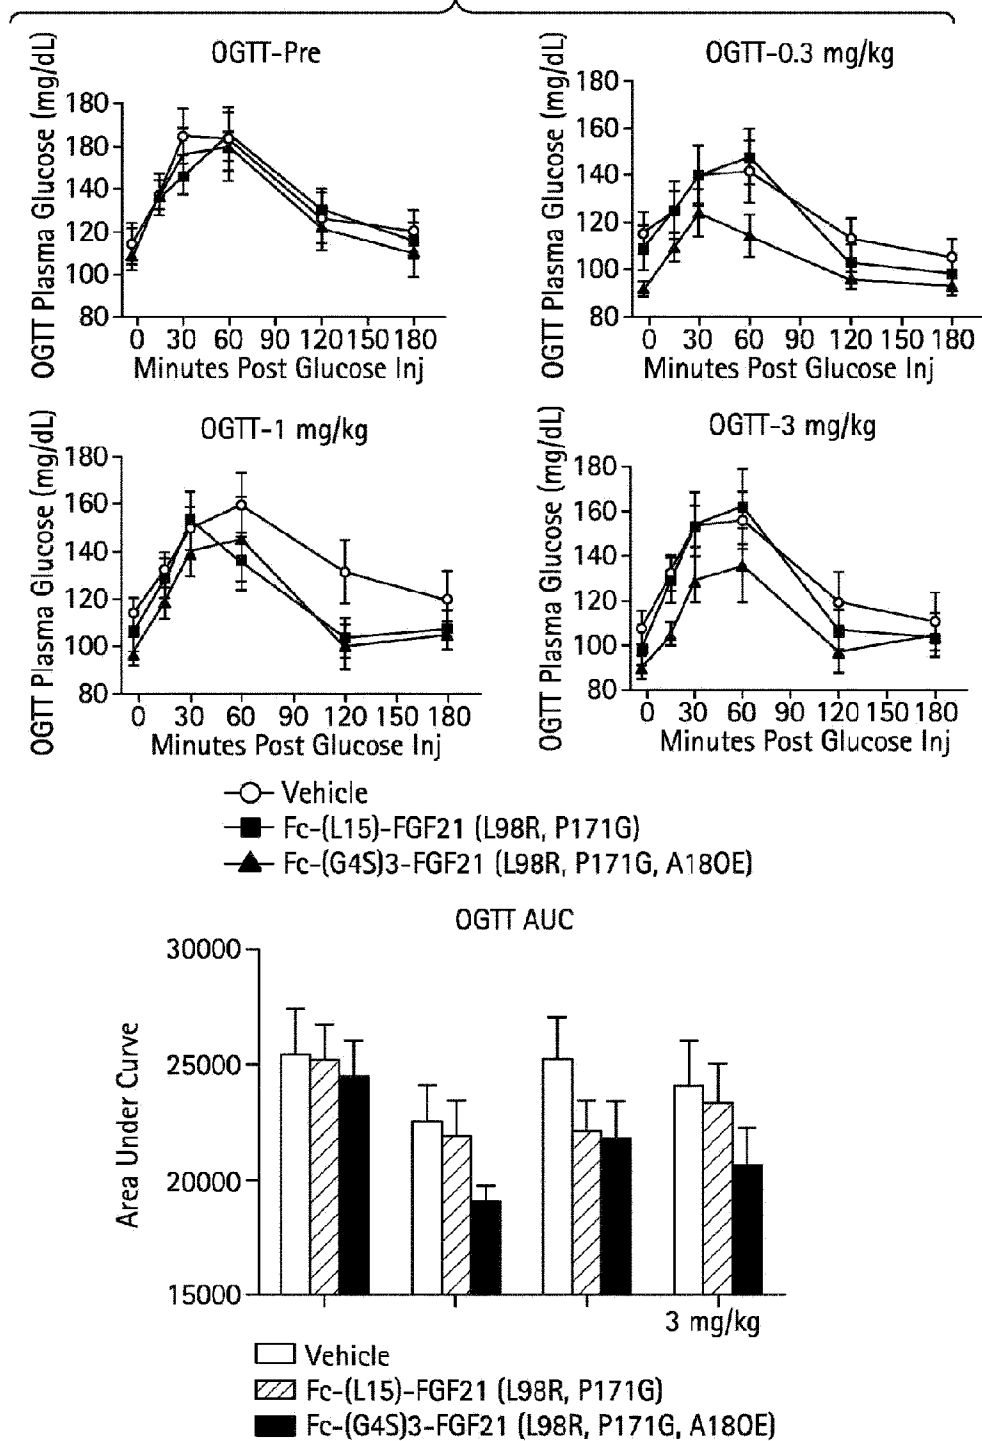 OGTT-Pre
OGTT Plasma Glucose (mg/dL)
180
180
140
120
100
80
0 30 60 90 120 150 180
Minutes Post Glucose Inj
OGTT-0.3 mg/kg
OGTT Plasma Glucose (mg/dL)
180
160
140
120
100
80
0 30 60 90 120 150 180
Minutes Post Glucose Inj
OGTT-1 mg/kg
OGTT Plasma Glucose (mg/dL)
180
160
140
120
100
80
0 30 60 90 120 150 180
Minutes Post Glucose Inj
OGTT-3 mg/kg
OGTT Plasma Glucose (mg/dL)
180
160
140
120
100
80
0 30 60 90 120 150 180
Minutes Post Glucose Inj
Vehicle
Fc-(L15)-FGF21 (L98R, P171G)
Fc-(G4S)3-FGF21 (L98R, P171G, A180E)
OGTT AUC
Area Under Curve
30000
25000
20000
15000
3 mg/kg
Vehicle
Fc-(L15)-FGF21 (L98R, P171G)
Fc-(G4S)3-FGF21 (L98R, P171G, A180E)